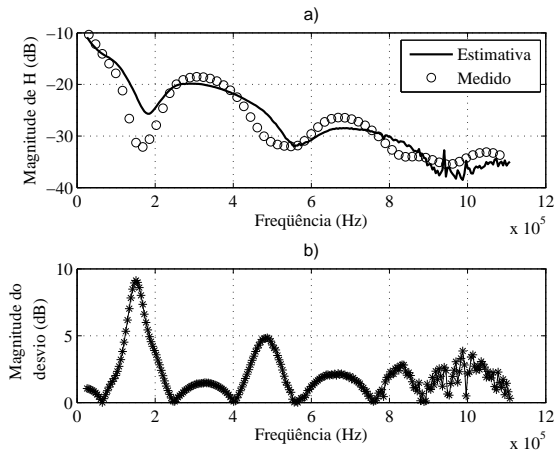 a)
Magnitude de H (dB)
−10
−20
−30
−40
Estimativa
Medido
0
2
4
6
8
10
12
Freqüência (Hz)
x 10^5
b)
Magnitude do
desvio (dB)
10
5
0
0
2
4
6
8
10
12
Freqüência (Hz)
x 10^5